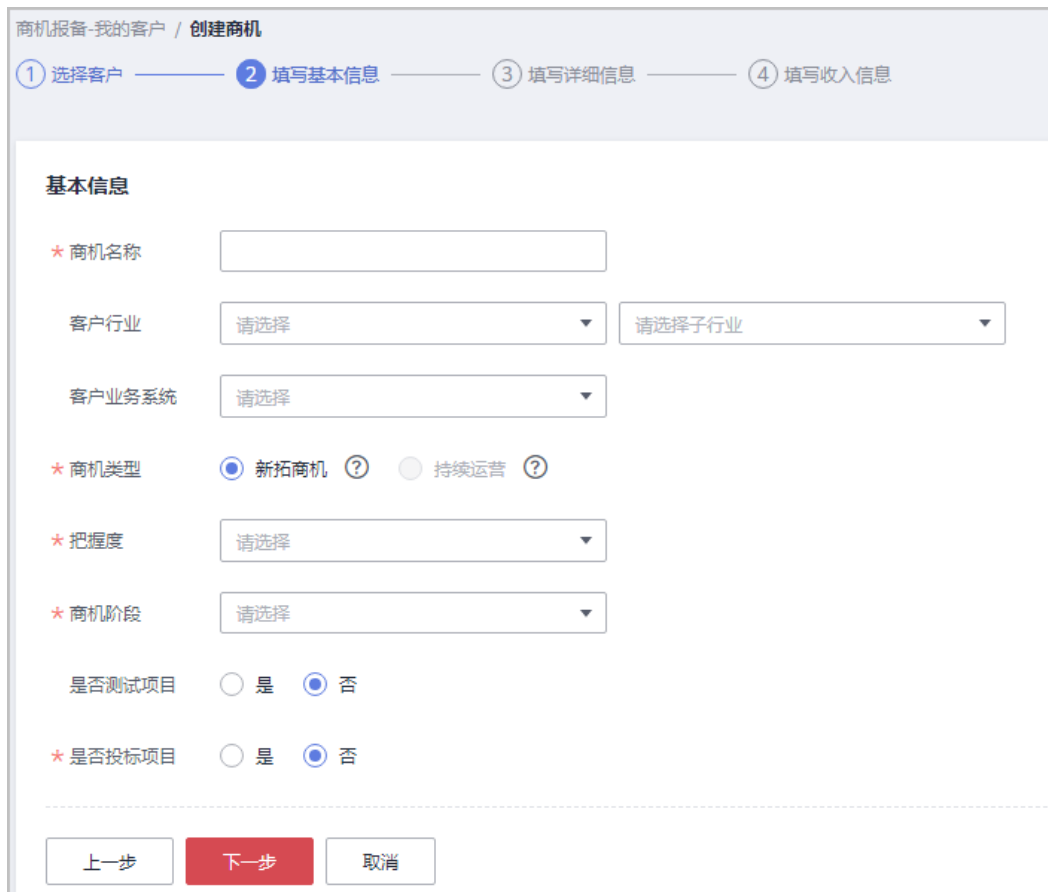 商机报备-我的客户 / 创建商机
1 选择客户 2 填写基本信息 3 填写详细信息 4 填写收入信息
基本信息
* 商机名称
客户行业 请选择 请选择子行业
客户业务系统 请选择
* 商机类型 新拓商机 ? 持续运营 ?
* 把握度 请选择
* 商机阶段 请选择
是否测试项目 是 否
* 是否投标项目 是 否
上一步 下一步 取消